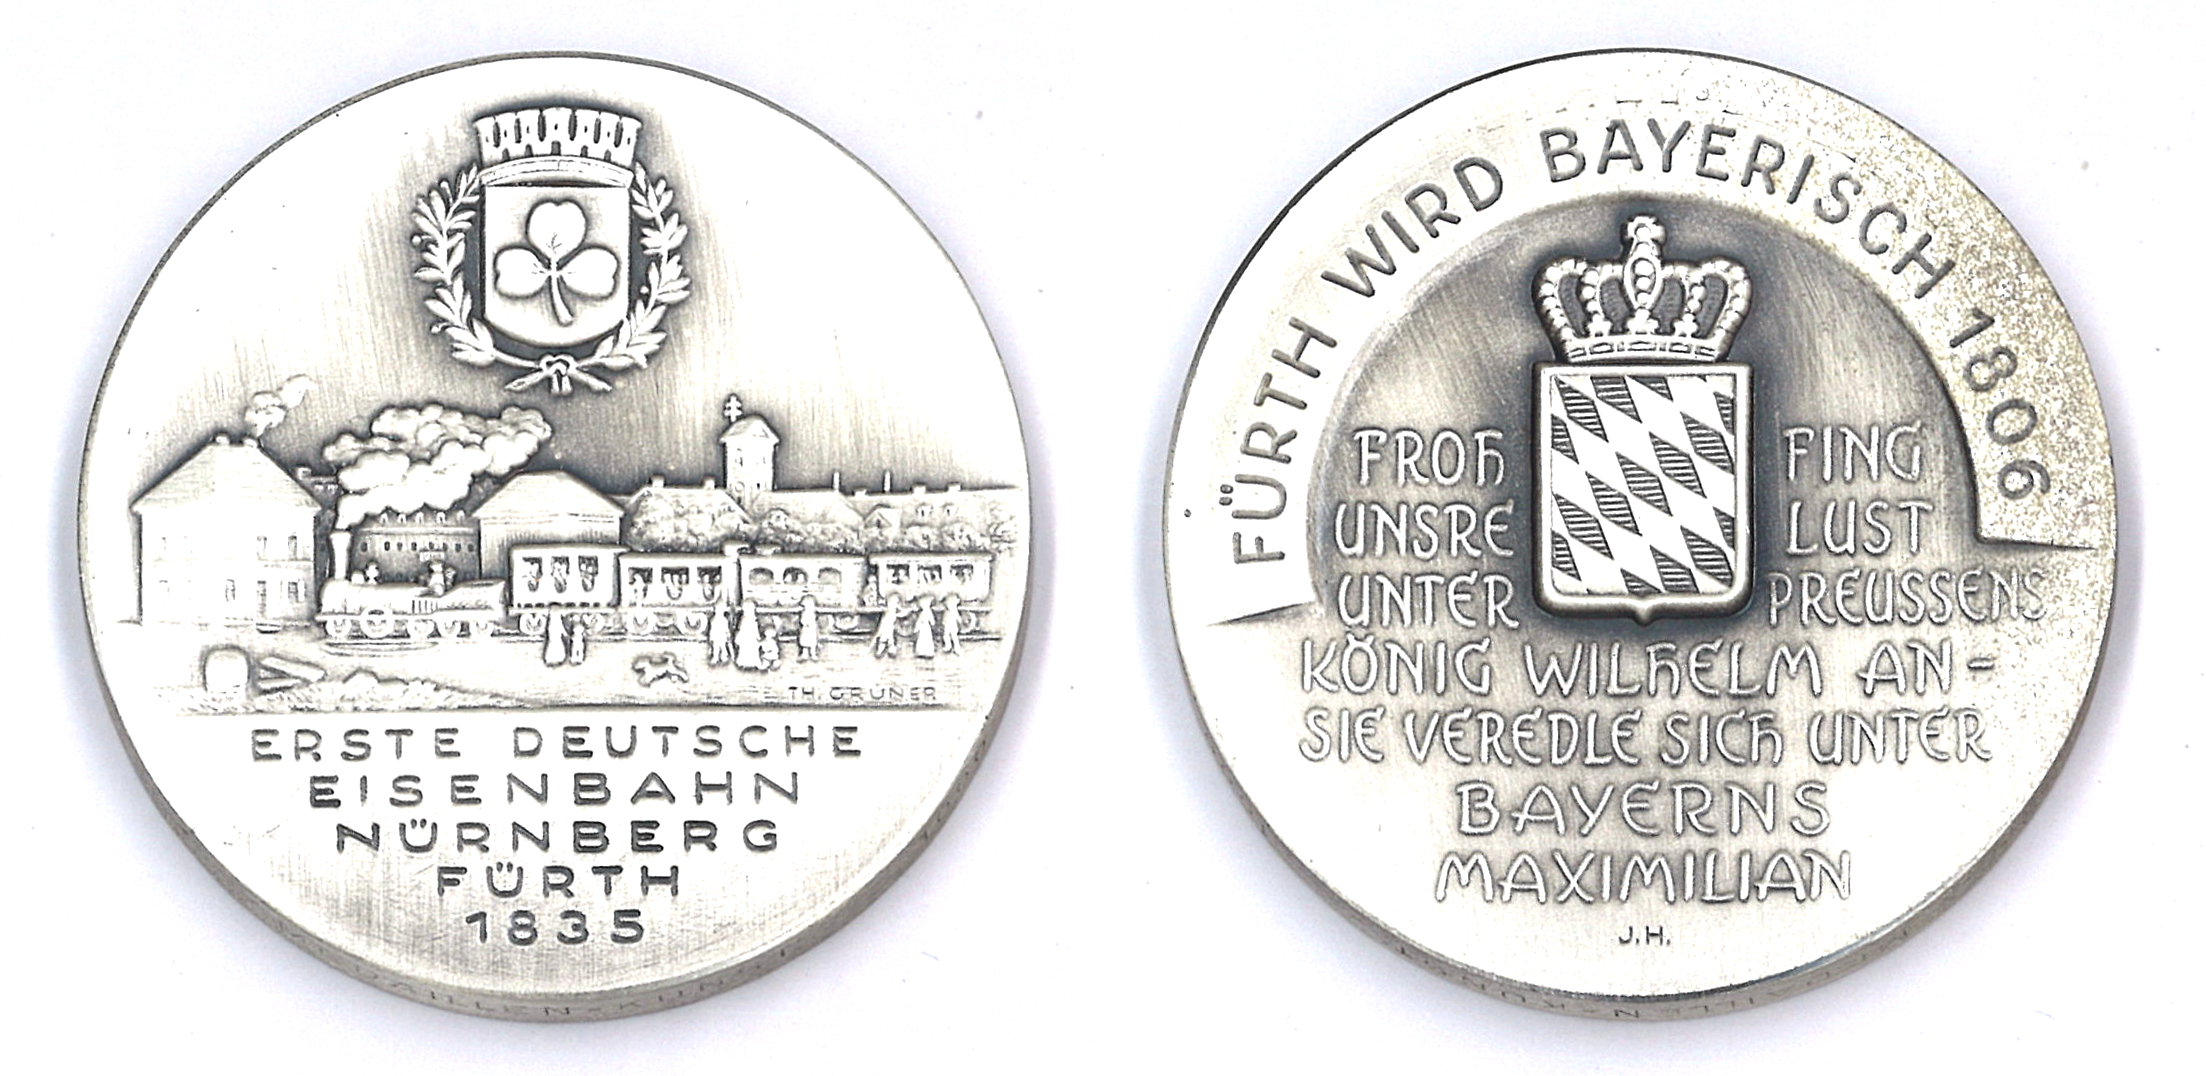 TH. GRÜNER
ERSTE DEUTSCHE
EISENBAHN
NÜRNBERG
FÜRTH
1835
FÜRTH WIRD BAYERISCH 1806
FROH FING
UNSRE LUST
UNTER PREUSSENS
KÖNIG WILHELM AN-
SIE VEREDLE SICH UNTER
BAYERNS
MAXIMILIAN
J.H.